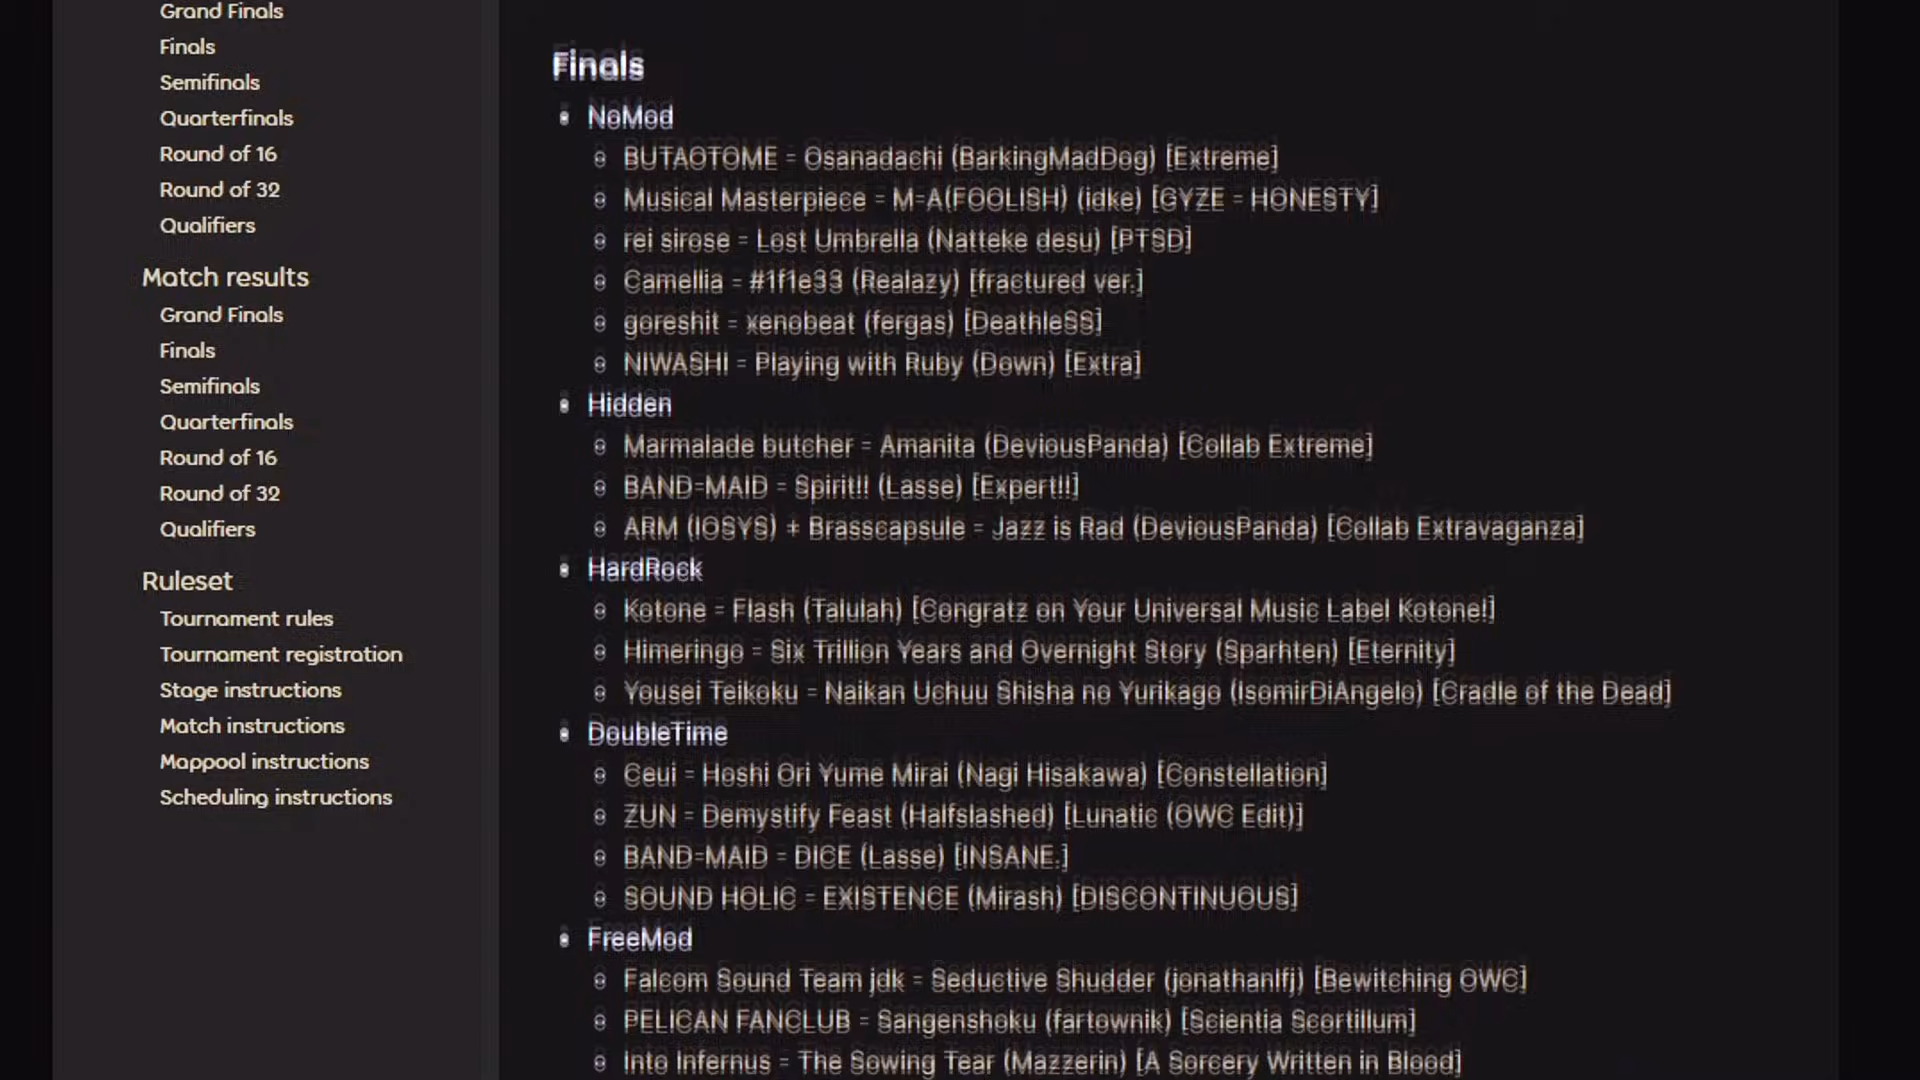 Grand Finals
Finals
Semifinals
Quarterfinals
Round of 16
Round of 32
Qualifiers
Match results
Grand Finals
Finals
Semifinals
Quarterfinals
Round of 16
Round of 32
Qualifiers
Ruleset
Tournament rules
Tournament registration
Stage instructions
Match instructions
Mappool instructions
Scheduling instructions
Finals
NoMod
BUTAOTOME - Osanadachi (BarkingMadDog) [Extreme]
Musical Masterpiece - M-A(FOOLISH) (idke) [GYZE - HONESTY]
rei sirose - Lost Umbrella (Natteke desu) [PTSD]
Camellia - #1f1e33 (Realazy) [fractured ver.]
goreshit - xenobeat (fergas) [DeathleSS]
NIWASHI - Playing with Ruby (Down) [Extra]
Hidden
Marmalade butcher - Amanita (DeviousPanda) [Collab Extreme]
BAND-MAID - Spirit!! (Lasse) [Expert!!]
ARM (IOSYS) + Brasscapsule - Jazz is Rad (DeviousPanda) [Collab Extravaganza]
HardRock
Kotone - Flash (Talulah) [Congratz on Your Universal Music Label Kotone!]
Himeringo - Six Trillion Years and Overnight Story (Sparhten) [Eternity]
Yousei Teikoku - Naikan Uchuu Shisha no Yurikago (IsomirDiAngelo) [Cradle of the Dead]
DoubleTime
Ceui - Hoshi Ori Yume Mirai (Nagi Hisakawa) [Constellation]
ZUN - Demystify Feast (Halfslashed) [Lunatic (OWC Edit)]
BAND-MAID - DICE (Lasse) [INSANE.]
SOUND HOLIC - EXISTENCE (Mirash) [DISCONTINUOUS]
FreeMod
Falcom Sound Team jdk - Seductive Shudder (jonathanlfj) [Bewitching OWC]
PELICAN FANCLUB - Sangenshoku (fartownik) [Scientia Scortillum]
Into Infernus - The Sowing Tear (Mazzerin) [A Sorcery Written in Blood]